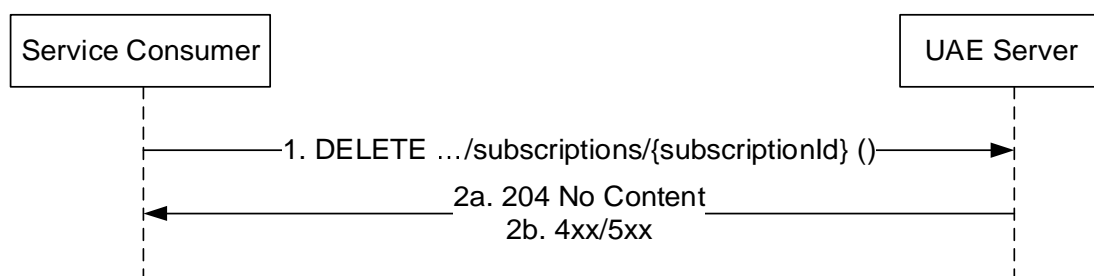 Service Consumer
UAE Server
1. DELETE …/subscriptions/{subscriptionId} ()
2a. 204 No Content
2b. 4xx/5xx